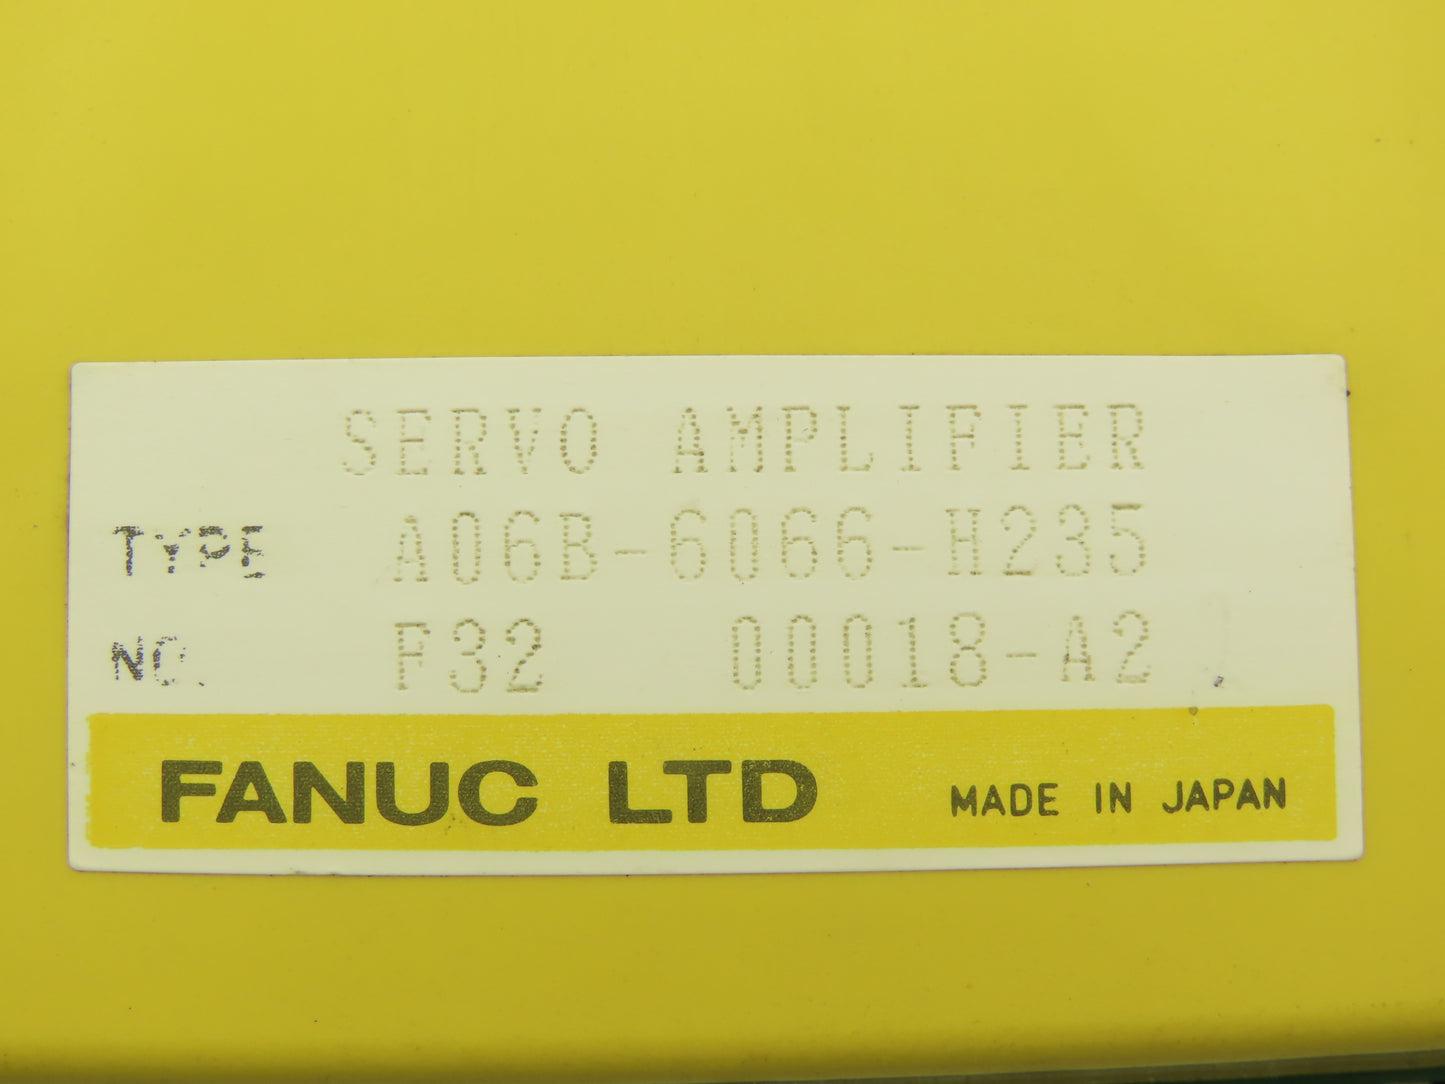 SERVO AMPLIFIER
TYPE A06B-6066-H235
NO. F32 00018-A2
FANUC LTD MADE IN JAPAN